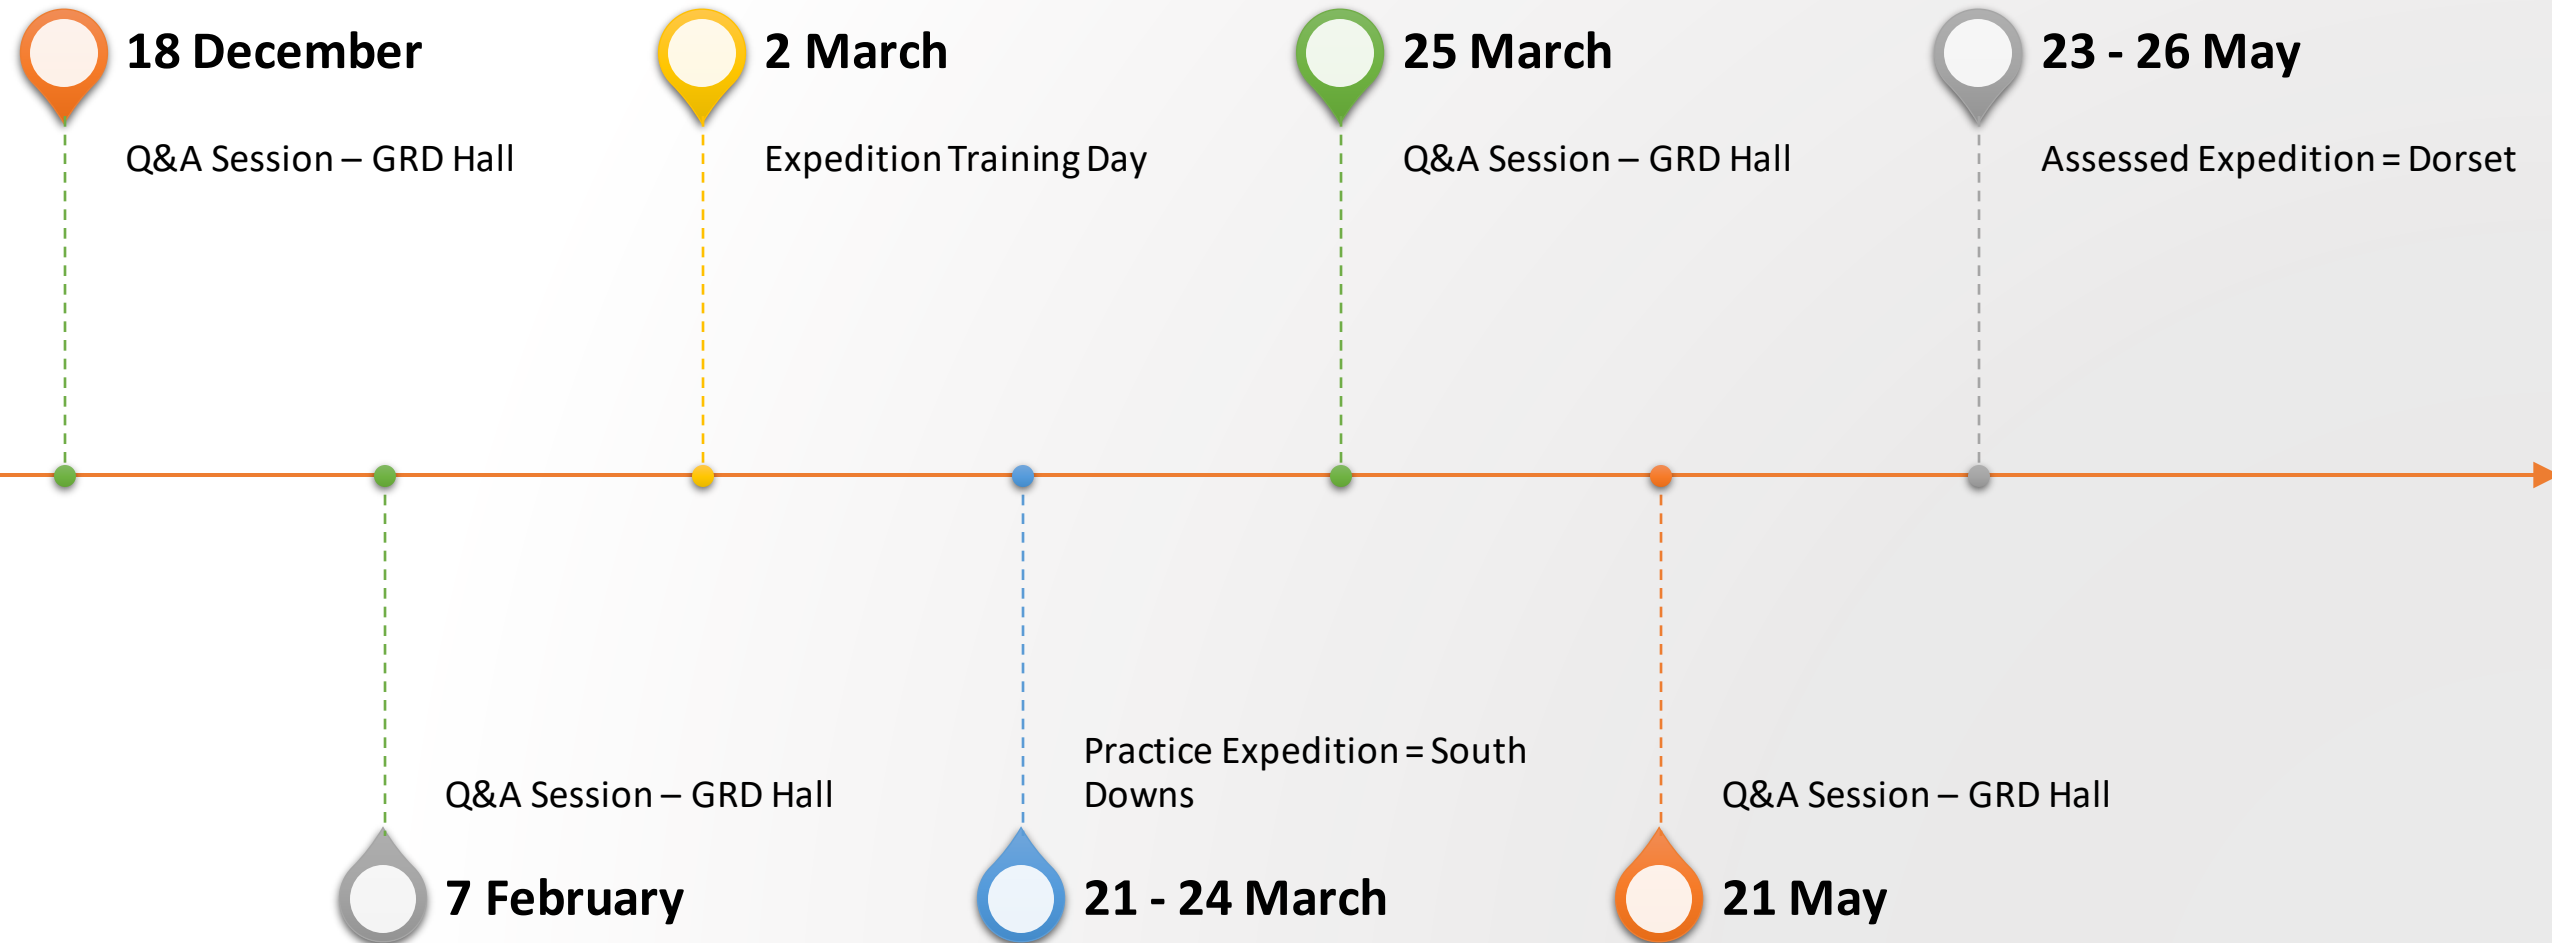 18 December
Q&A Session – GRD Hall
2 March
Expedition Training Day
25 March
Q&A Session – GRD Hall
23 - 26 May
Assessed Expedition = Dorset
Q&A Session – GRD Hall
7 February
Practice Expedition = South
Downs
21 - 24 March
Q&A Session – GRD Hall
21 May